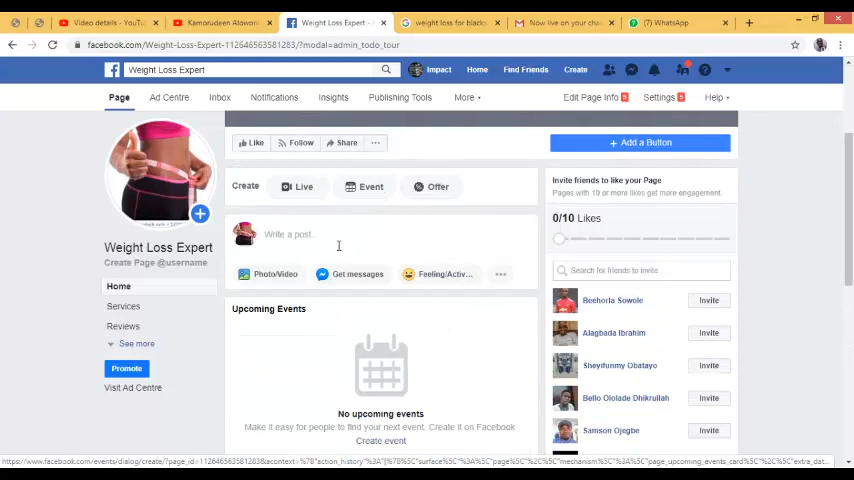 Video details - YouT
Kamorudeen Alowon
Weight Loss Expert -
weight loss for black
Now live on your cha
(7) WhatsApp
facebook.com/Weight-Loss-Expert-112646563581283/?modal=admin_todo_tour
Weight Loss Expert
Impact
Home
Find Friends
Create
Page
Ad Centre
Inbox
Notifications
Insights
Publishing Tools
More
Edit Page Info 5
Settings 5
Help
Like
Follow
Share
+ Add a Button
Create
Live
Event
Offer
Invite friends to like your Page
Pages with 10 or more likes get more engagement.
0/10 Likes
Write a post..
Photo/Video
Get messages
Feeling/Activ...
Search for friends to invite
Weight Loss Expert
Create Page @username
Home
Services
Reviews
See more
Promote
Visit Ad Centre
Upcoming Events
No upcoming events
Make it easy for people to find your next event. Create it on Facebook
Create event
Beehorla Sowole
Invite
Alagbada Ibrahim
Invite
Sheyifunmy Obatayo
Invite
Bello Ololade Dhikrullah
Invite
Samson Ojegbe
Invite